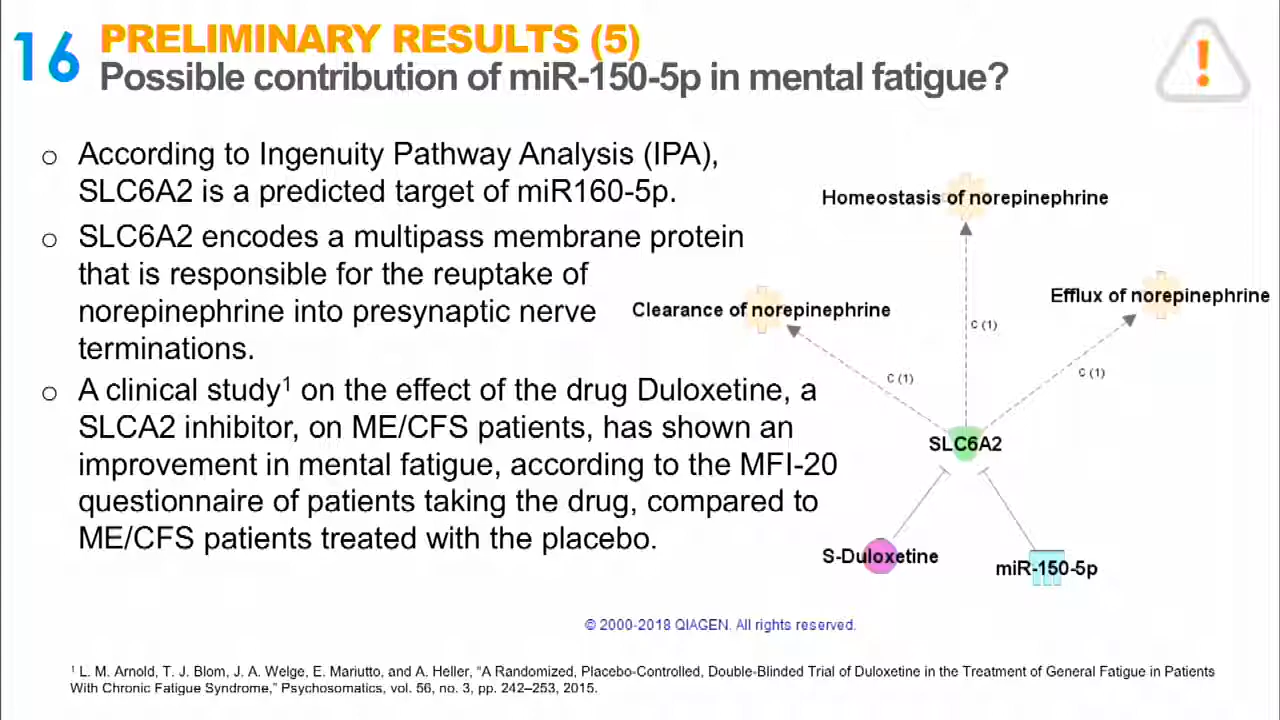 16
PRELIMINARY RESULTS (5)
Possible contribution of miR-150-5p in mental fatigue?
!
o According to Ingenuity Pathway Analysis (IPA),
SLC6A2 is a predicted target of miR160-5p.
o SLC6A2 encodes a multipass membrane protein
that is responsible for the reuptake of
norepinephrine into presynaptic nerve
terminations.
o A clinical study¹ on the effect of the drug Duloxetine, a
SLCA2 inhibitor, on ME/CFS patients, has shown an
improvement in mental fatigue, according to the MFI-20
questionnaire of patients taking the drug, compared to
ME/CFS patients treated with the placebo.
Homeostasis of norepinephrine
Efflux of norepinephrine
Clearance of norepinephrine
C (1)
C (1)
C (1)
SLC6A2
S-Duloxetine
miR-150-5p
© 2000-2018 QIAGEN. All rights reserved.
¹ L. M. Arnold, T. J. Blom, J. A. Welge, E. Mariutto, and A. Heller, “A Randomized, Placebo-Controlled, Double-Blinded Trial of Duloxetine in the Treatment of General Fatigue in Patients
With Chronic Fatigue Syndrome,” Psychosomatics, vol. 56, no. 3, pp. 242–253, 2015.